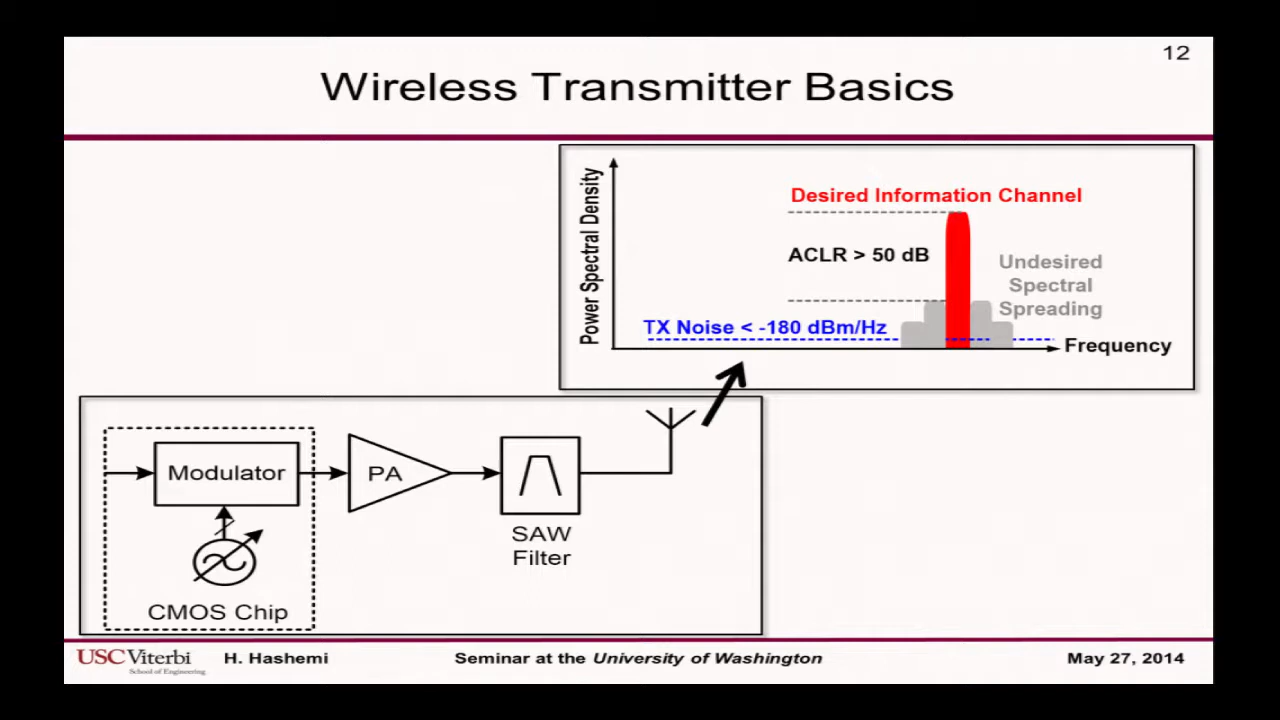 12
Wireless Transmitter Basics
Power Spectral Density
Desired Information Channel
ACLR > 50 dB
Undesired
Spectral
Spreading
TX Noise < -180 dBm/Hz
Frequency
Modulator
PA
SAW
Filter
CMOS Chip
USC Viterbi
School of Engineering
H. Hashemi
Seminar at the University of Washington
May 27, 2014